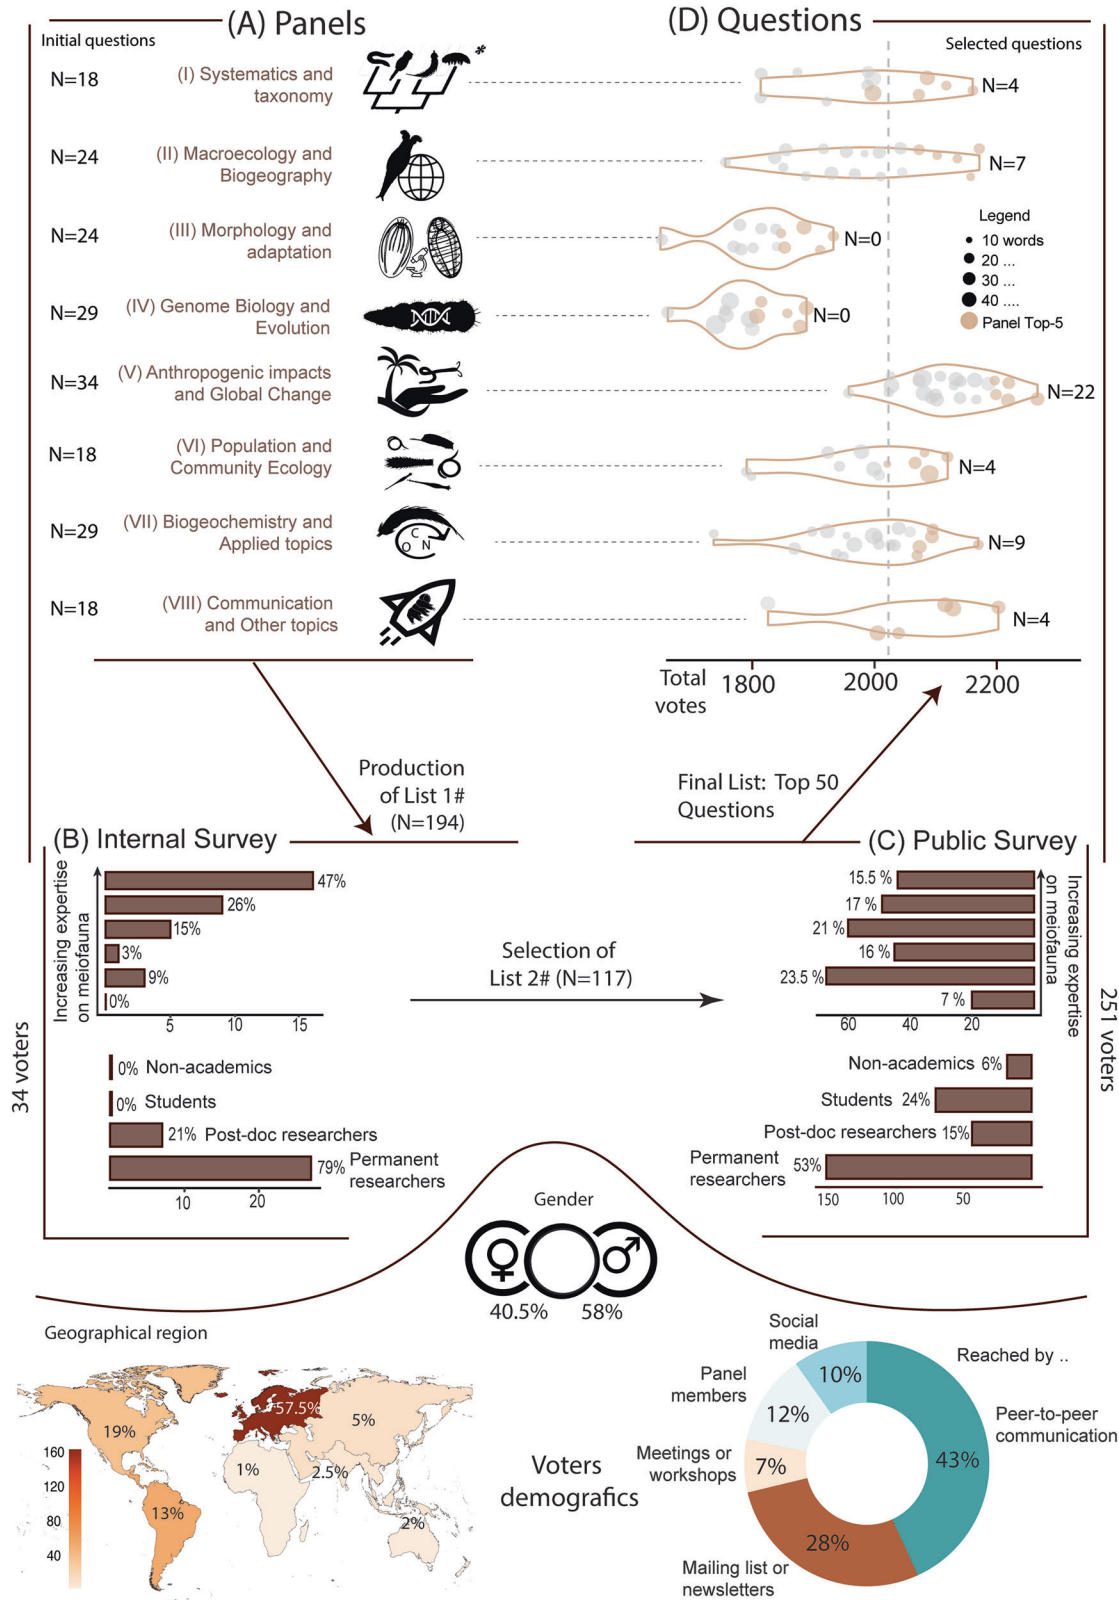 (A) Panels
(D) Questions
Initial questions
Selected questions
N=18
(I) Systematics and
taxonomy
*
N=4
N=24
(II) Macroecology and
Biogeography
N=7
N=24
(III) Morphology and
adaptation
N=0
Legend
10 words
20 ...
30 ...
40 ....
Panel Top-5
N=29
(IV) Genome Biology and
Evolution
N=0
N=34
(V) Anthropogenic impacts
and Global Change
N=22
N=18
(VI) Population and
Community Ecology
N=4
N=29
(VII) Biogeochemistry and
Applied topics
O C N
N=9
N=18
(VIII) Communication
and Other topics
N=4
Total
votes
1800
2000
2200
Production
of List 1#
(N=194)
Final List: Top 50
Questions
(B) Internal Survey
Increasing expertise
on meiofauna
47%
26%
15%
3%
9%
0%
5
10
15
0% Non-academics
0% Students
21% Post-doc researchers
79% Permanent
researchers
10
20
34 voters
Selection of
List 2# (N=117)
(C) Public Survey
15.5 %
17 %
21 %
16 %
23.5 %
7 %
60
40
20
Increasing expertise
on meiofauna
Non-academics 6%
Students 24%
Post-doc researchers 15%
Permanent
researchers 53%
150
100
50
251 voters
Gender
40.5%
58%
Geographical region
19%
57.5%
5%
1%
2.5%
13%
2%
160
120
80
40
Voters
demografics
Reached by ..
Social
media
10%
Panel
members
12%
Meetings or
workshops
7%
Mailing list or
newsletters
28%
Peer-to-peer
communication
43%